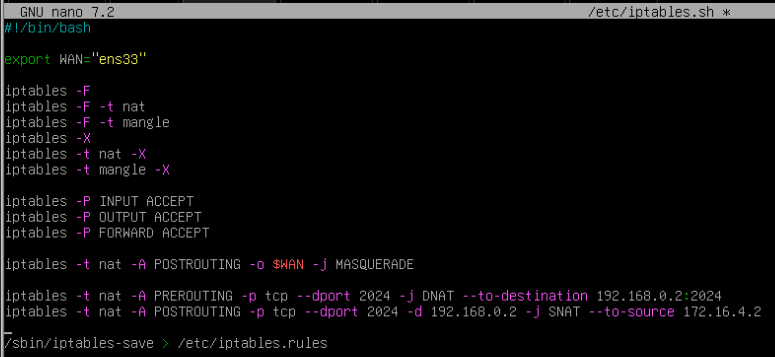 GNU nano 7.2 /etc/iptables.sh *
#!/bin/bash
export WAN="ens33"
iptables -F
iptables -F -t nat
iptables -F -t mangle
iptables -X
iptables -t nat -X
iptables -t mangle -X
iptables -P INPUT ACCEPT
iptables -P OUTPUT ACCEPT
iptables -P FORWARD ACCEPT
iptables -t nat -A POSTROUTING -o $WAN -j MASQUERADE
iptables -t nat -A PREROUTING -p tcp --dport 2024 -j DNAT --to-destination 192.168.0.2:2024
iptables -t nat -A POSTROUTING -p tcp --dport 2024 -d 192.168.0.2 -j SNAT --to-source 172.16.4.2
/sbin/iptables-save > /etc/iptables.rules